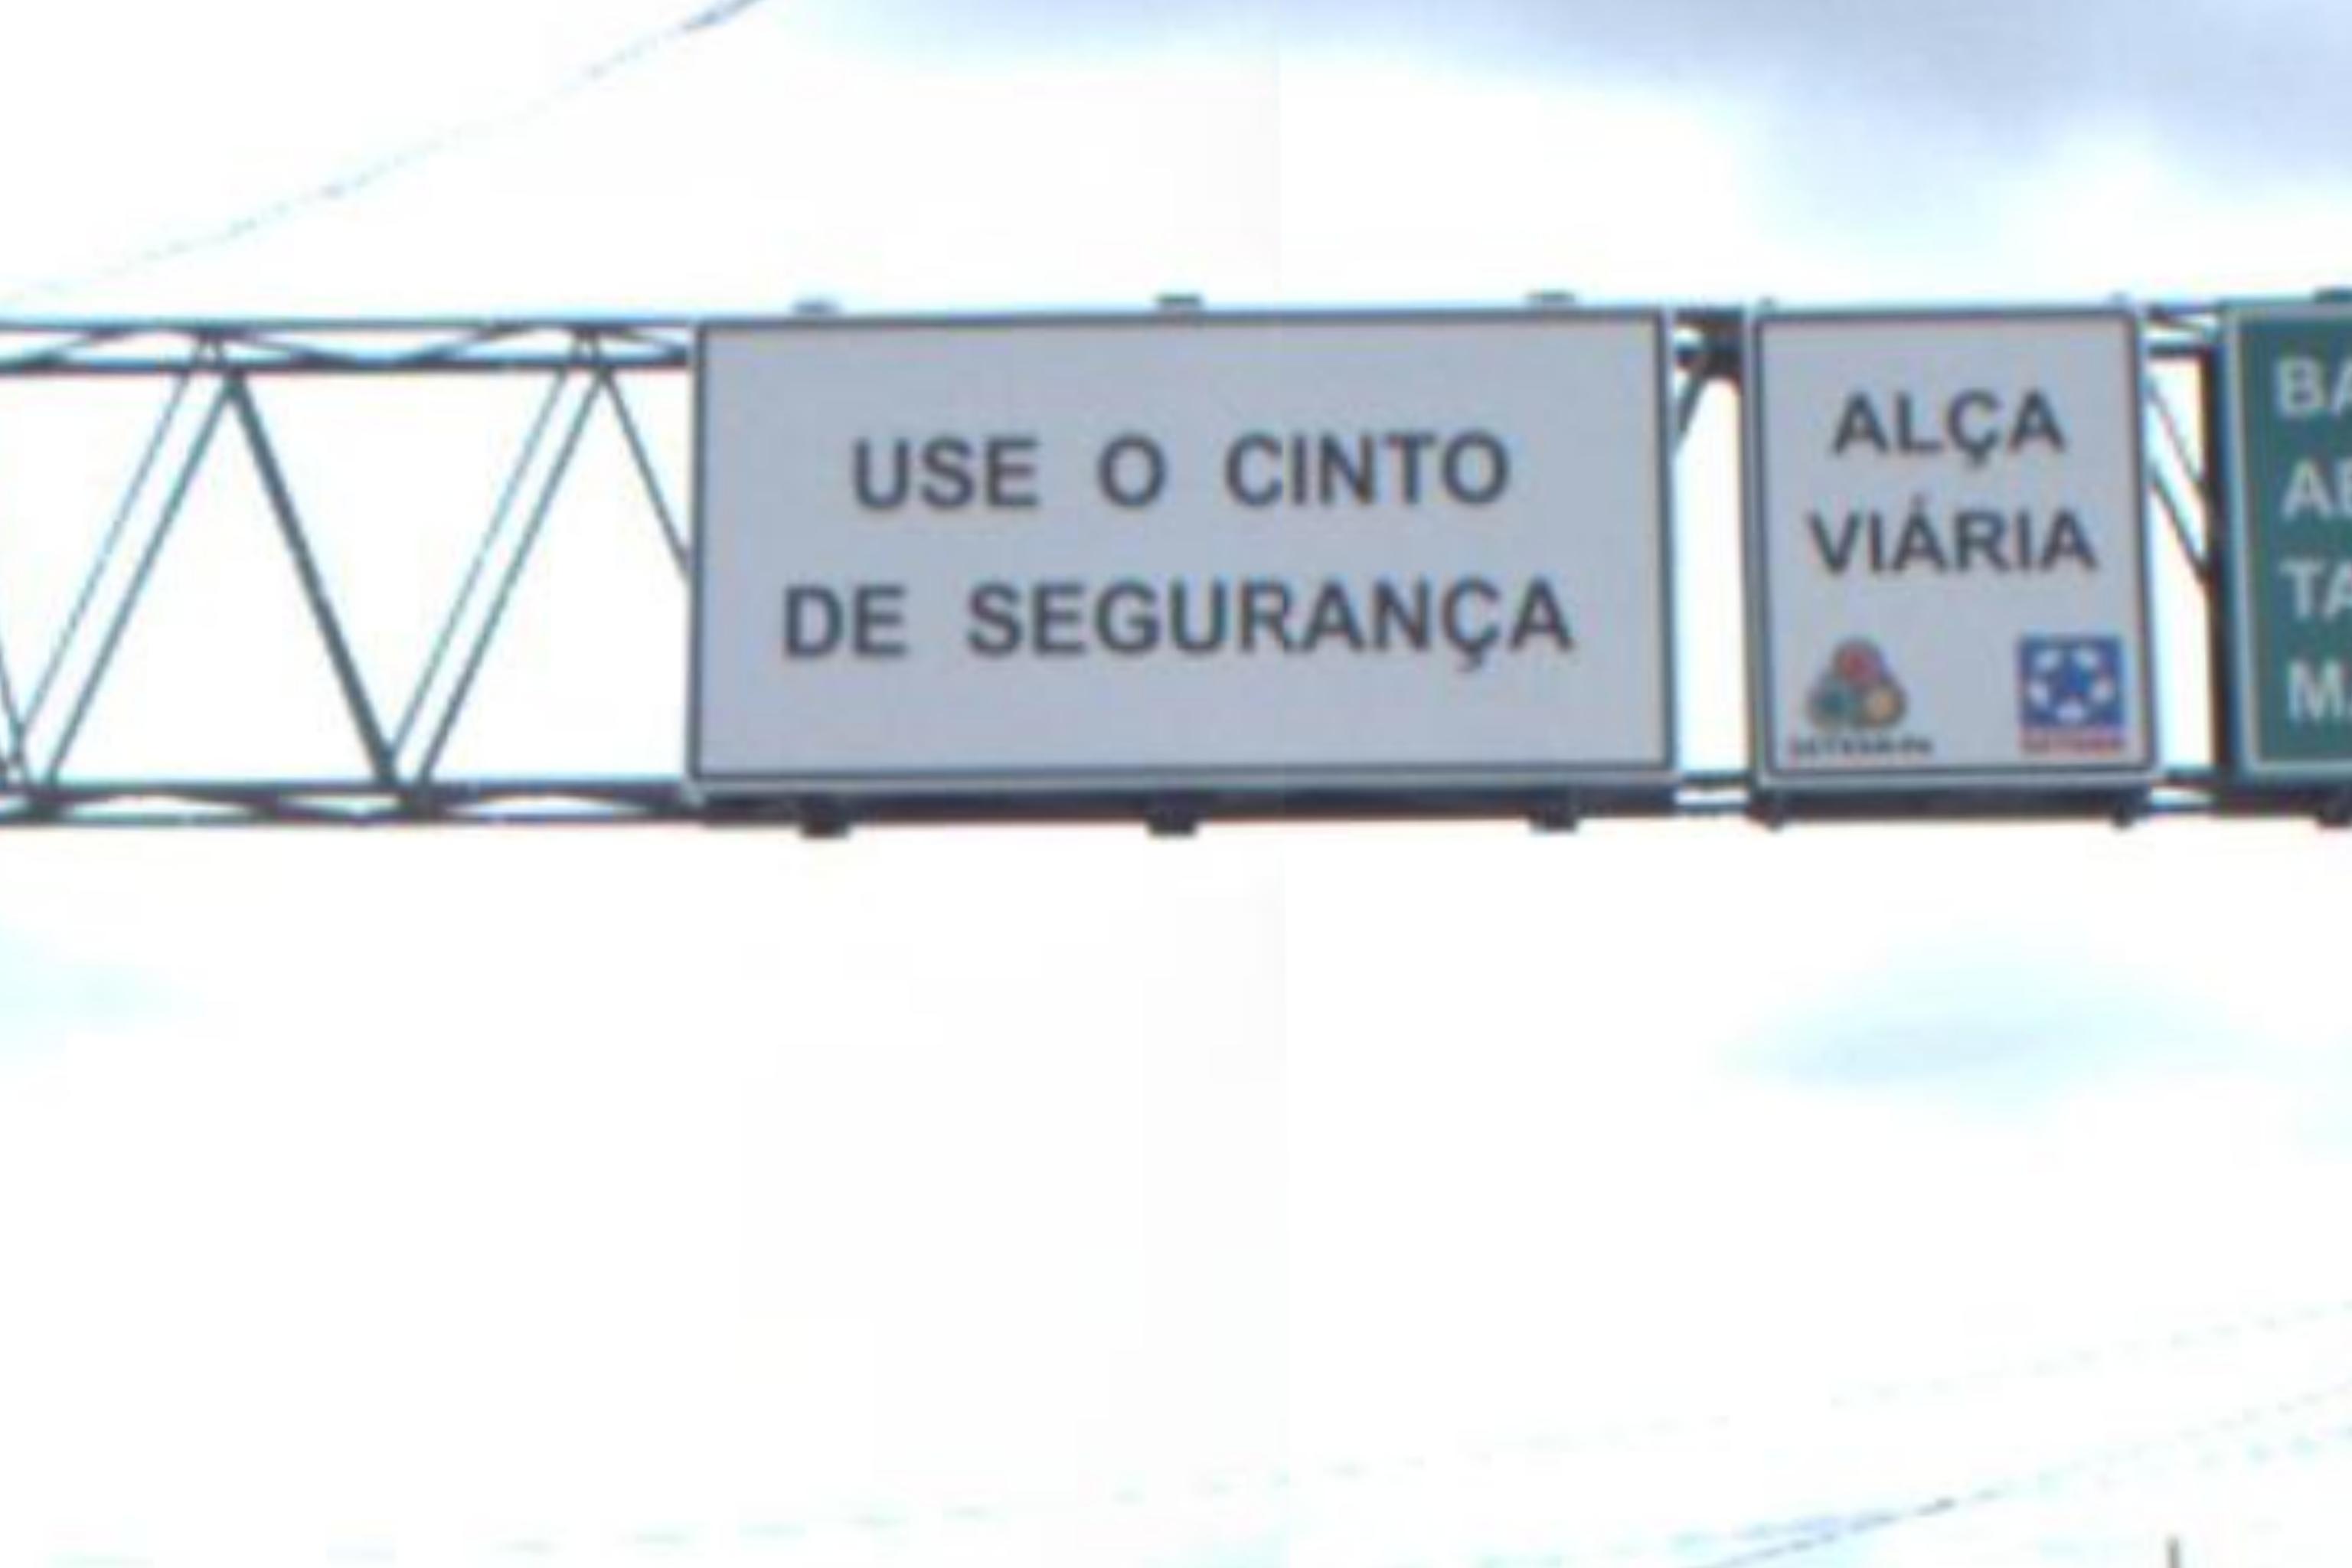 USE O CINTO
DE SEGURANÇA
ALÇA
VIÁRIA